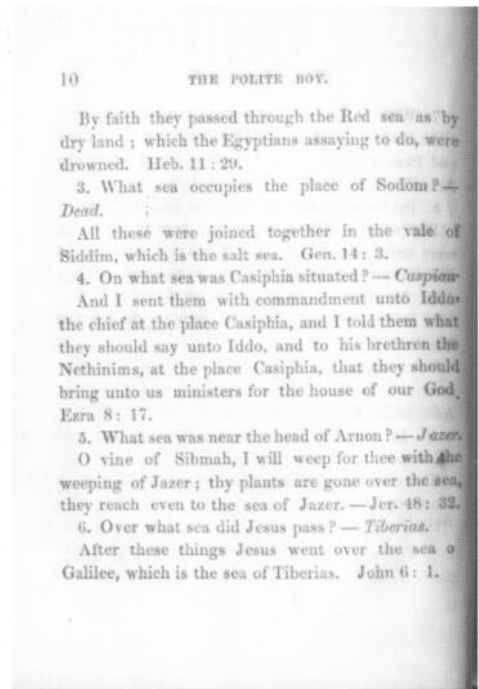 10 THE POLITE BOY.
By faith they passed through the Red sea as by
dry land ; which the Egyptians assaying to do, were
drowned. Heb. 11 : 29.
3. What sea occupies the place of Sodom ? —
Dead.
All these were joined together in the vale of
Siddim, which is the salt sea. Gen. 14 : 3.
4. On what sea was Casiphia situated ? — Caspian
And I sent them with commandment unto Iddo
the chief at the place Casiphia, and I told them what
they should say unto Iddo, and to his brethren the
Nethinims, at the place Casiphia, that they should
bring unto us ministers for the house of our God.
Ezra 8 : 17.
5. What sea was near the head of Arnon ? — Jazer.
O vine of Sibmah, I will weep for thee with the
weeping of Jazer ; thy plants are gone over the sea,
they reach even to the sea of Jazer. — Jer. 48 : 32.
6. Over what sea did Jesus pass ? — Tiberias.
After these things Jesus went over the sea o
Galilee, which is the sea of Tiberias. John 6 : 1.